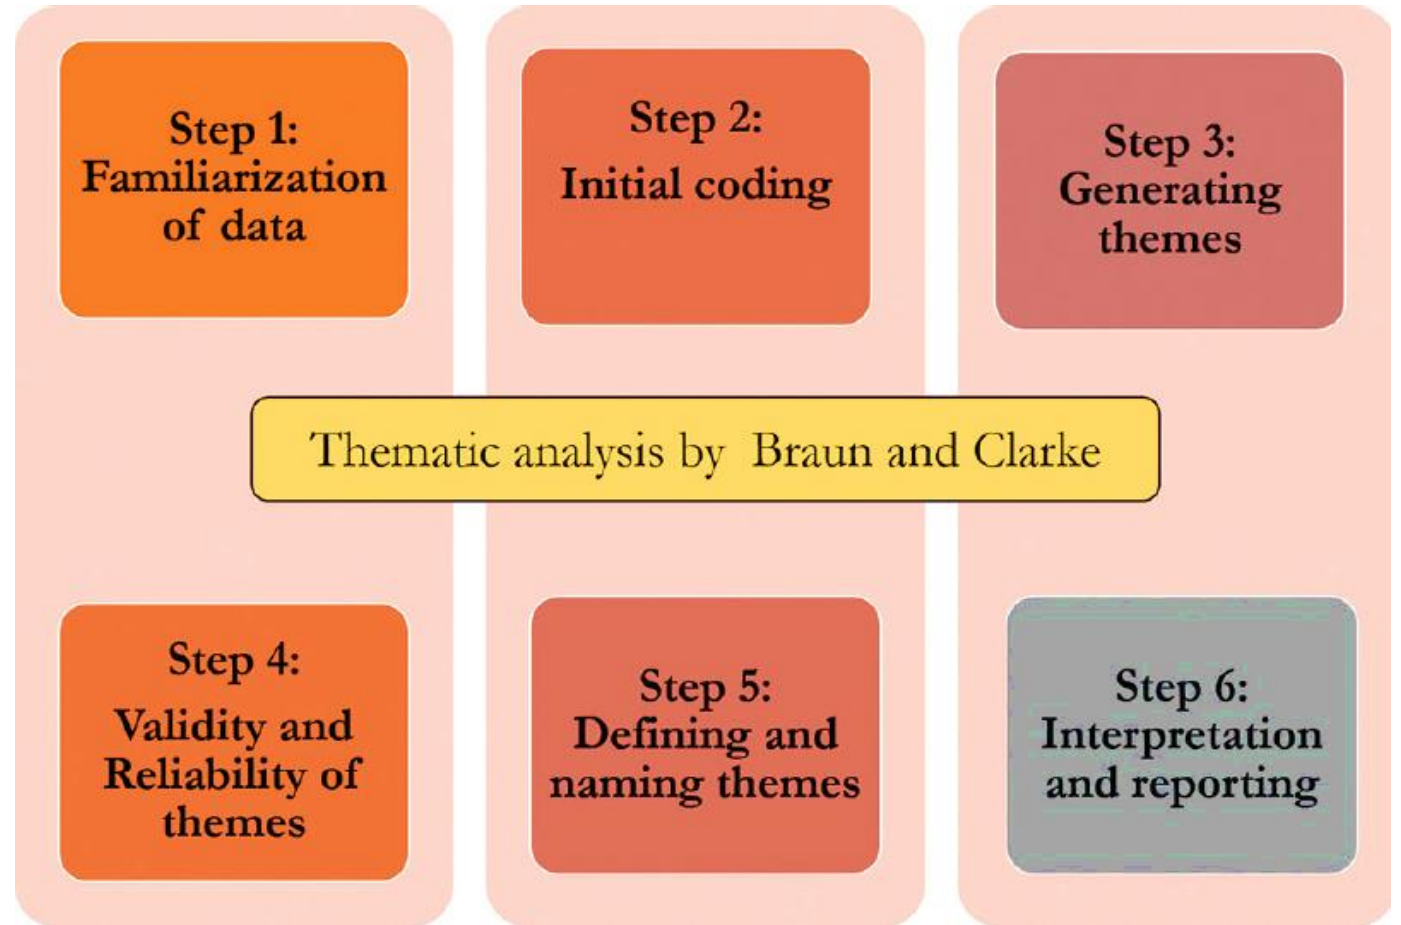 Step 1:
Familiarization
of data
Step 2:
Initial coding
Step 3:
Generating
themes
Thematic analysis by Braun and Clarke
Step 4:
Validity and
Reliability of
themes
Step 5:
Defining and
naming themes
Step 6:
Interpretation
and reporting